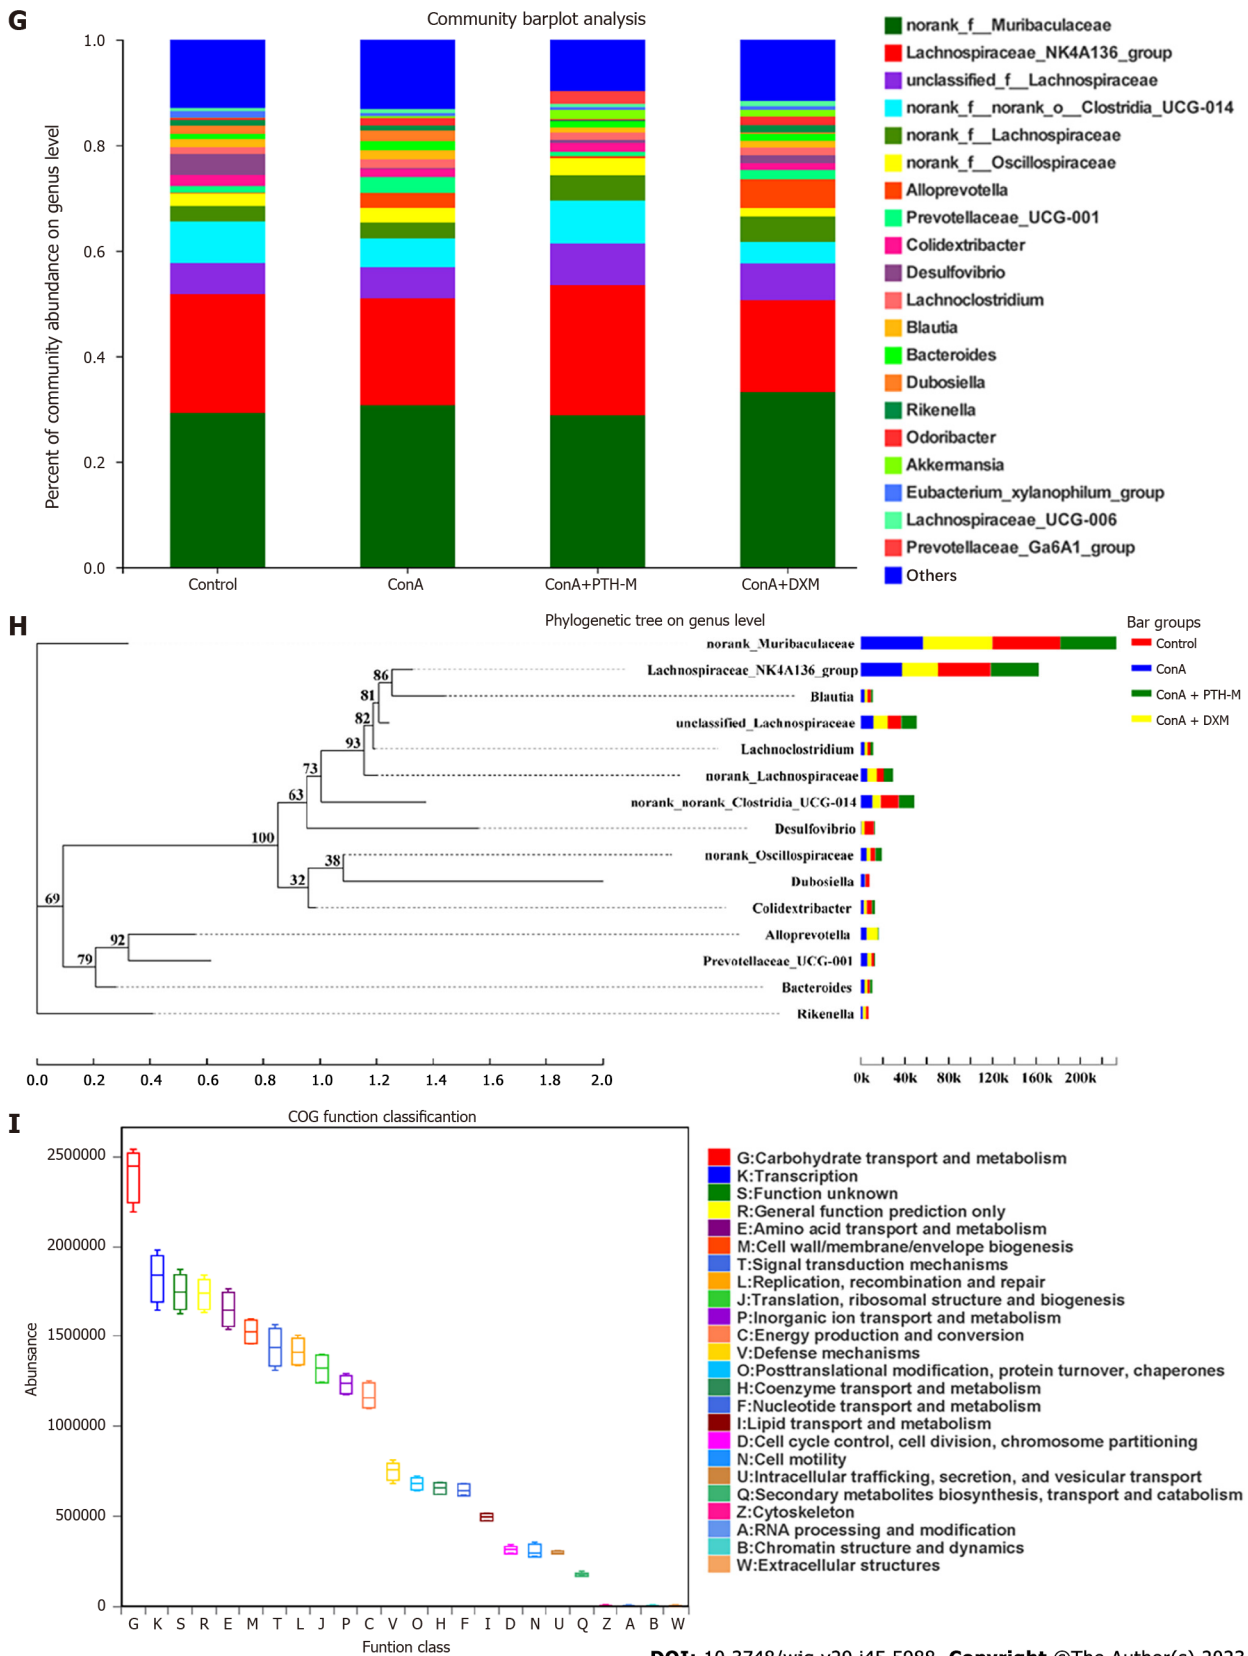 G
Community barplot analysis
Percent of community abundance on genus level
1.0
0.8
0.6
0.4
0.2
0.0
Control
ConA
ConA+PTH-M
ConA+DXM
norank_f__Muribaculaceae
Lachnospiraceae_NK4A136_group
unclassified_f__Lachnospiraceae
norank_f__norank_o__Clostridia_UCG-014
norank_f__Lachnospiraceae
norank_f__Oscillospiraceae
Alloprevotella
Prevotellaceae_UCG-001
Colidextribacter
Desulfovibrio
Lachnoclostridium
Blautia
Bacteroides
Dubosiella
Rikenella
Odoribacter
Akkermansia
Eubacterium_xylanophilum_group
Lachnospiraceae_UCG-006
Prevotellaceae_Ga6A1_group
Others
H
Phylogenetic tree on genus level
norank_Muribaculaceae
Lachnospiraceae_NK4A136_group
Blautia
unclassified_Lachnospiraceae
Lachnoclostridium
norank_Lachnospiraceae
norank_norank_Clostridia_UCG-014
Desulfovibrio
norank_Oscillospiraceae
Dubosiella
Colidextribacter
Alloprevotella
Prevotellaceae_UCG-001
Bacteroides
Rikenella
86
81
82
93
73
63
100
38
32
69
92
79
0.0 0.2 0.4 0.6 0.8 1.0 1.2 1.4 1.6 1.8 2.0
0k 40k 80k 120k 160k 200k
Bar groups
Control
ConA
ConA + PTH-M
ConA + DXM
I
COG function classificantion
Abunsance
2500000
2000000
1500000
1000000
500000
0
G K S R E M T L J P C V O H F I D N U Q Z A B W
Funtion class
G:Carbohydrate transport and metabolism
K:Transcription
S:Function unknown
R:General function prediction only
E:Amino acid transport and metabolism
M:Cell wall/membrane/envelope biogenesis
T:Signal transduction mechanisms
L:Replication, recombination and repair
J:Translation, ribosomal structure and biogenesis
P:Inorganic ion transport and metabolism
C:Energy production and conversion
V:Defense mechanisms
O:Posttranslational modification, protein turnover, chaperones
H:Coenzyme transport and metabolism
F:Nucleotide transport and metabolism
I:Lipid transport and metabolism
D:Cell cycle control, cell division, chromosome partitioning
N:Cell motility
U:Intracellular trafficking, secretion, and vesicular transport
Q:Secondary metabolites biosynthesis, transport and catabolism
Z:Cytoskeleton
A:RNA processing and modification
B:Chromatin structure and dynamics
W:Extracellular structures
DOI: 10.3748/wjg.v29.i45.5988 Copyright ©The Author(s) 2023